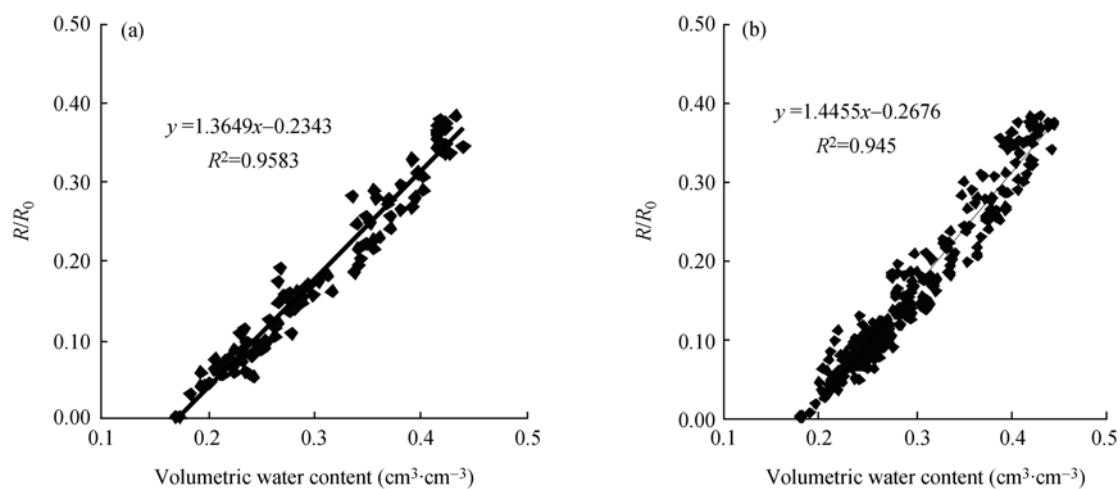 (a)
0.50
0.40
0.30
0.20
0.10
0.00
R/R₀
y =1.3649x−0.2343
R²=0.9583
0.1 0.2 0.3 0.4 0.5
Volumetric water content (cm³·cm⁻³)
(b)
0.50
0.40
0.30
0.20
0.10
0.00
R/R₀
y =1.4455x−0.2676
R²=0.945
0.1 0.2 0.3 0.4 0.5
Volumetric water content (cm³·cm⁻³)